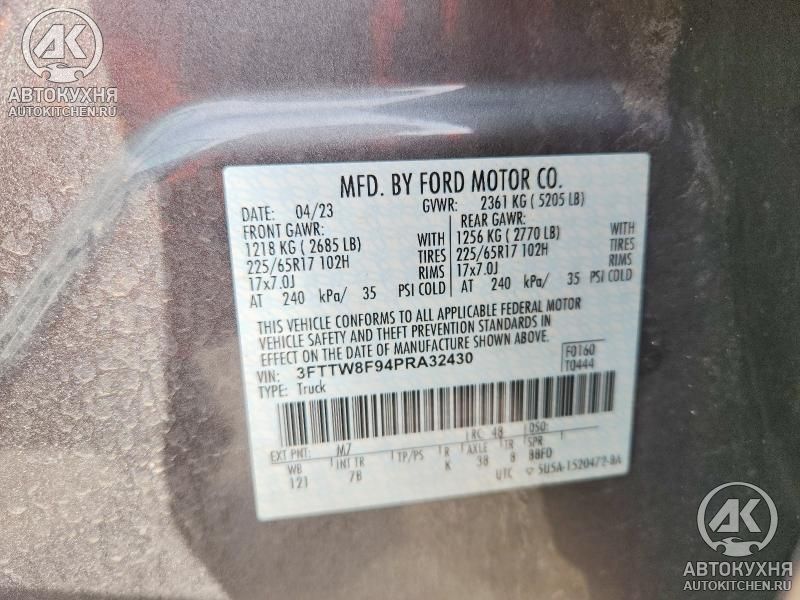 АВТОКУХНЯ
AUTOKITCHEN.RU
MFD. BY FORD MOTOR CO.
DATE: 04/23 GVWR: 2361 KG ( 5205 LB)
FRONT GAWR: REAR GAWR:
1218 KG ( 2685 LB) WITH 1256 KG ( 2770 LB) WITH
225/65R17 102H TIRES 225/65R17 102H TIRES
17x7.0J RIMS 17x7.0J RIMS
AT 240 kPa/ 35 PSI COLD AT 240 kPa/ 35 PSI COLD
THIS VEHICLE CONFORMS TO ALL APPLICABLE FEDERAL MOTOR
VEHICLE SAFETY AND THEFT PREVENTION STANDARDS IN
EFFECT ON THE DATE OF MANUFACTURE SHOWN ABOVE.
VIN: 3FTTW8F94PRA32430 F0160
TYPE: Truck T0444
EXT PNT: M7 RC: 48 DSO:
WB INT TR TP/PS R AXLE TR SPR
121 7B K 38 8 BBFD
UTC 5U5A-1520472-BA
АВТОКУХНЯ
AUTOKITCHEN.RU